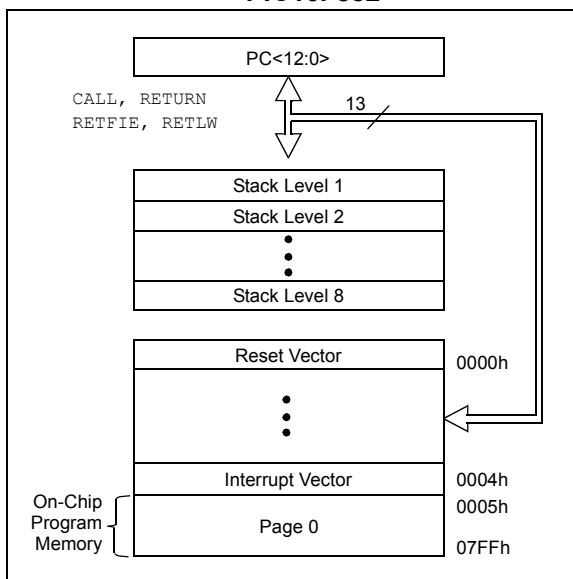 PC<12:0>
CALL, RETURN
RETFIE, RETLW
13
Stack Level 1
Stack Level 2
Stack Level 8
Reset Vector
0000h
Interrupt Vector
0004h
On-Chip
Program
Memory
Page 0
0005h
07FFh